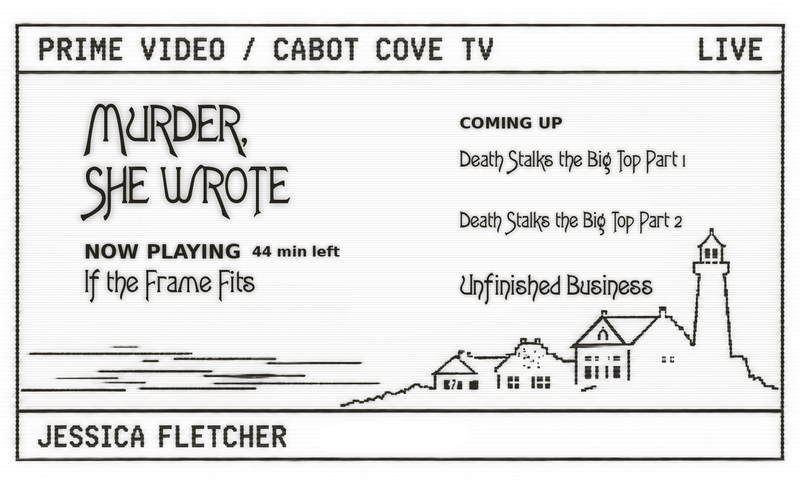 PRIME VIDEO / CABOT COVE TV LIVE
MURDER,
SHE WROTE
NOW PLAYING 44 min left
If the Frame Fits
COMING UP
Death Stalks the Big Top Part 1
Death Stalks the Big Top Part 2
Unfinished Business
JESSICA FLETCHER